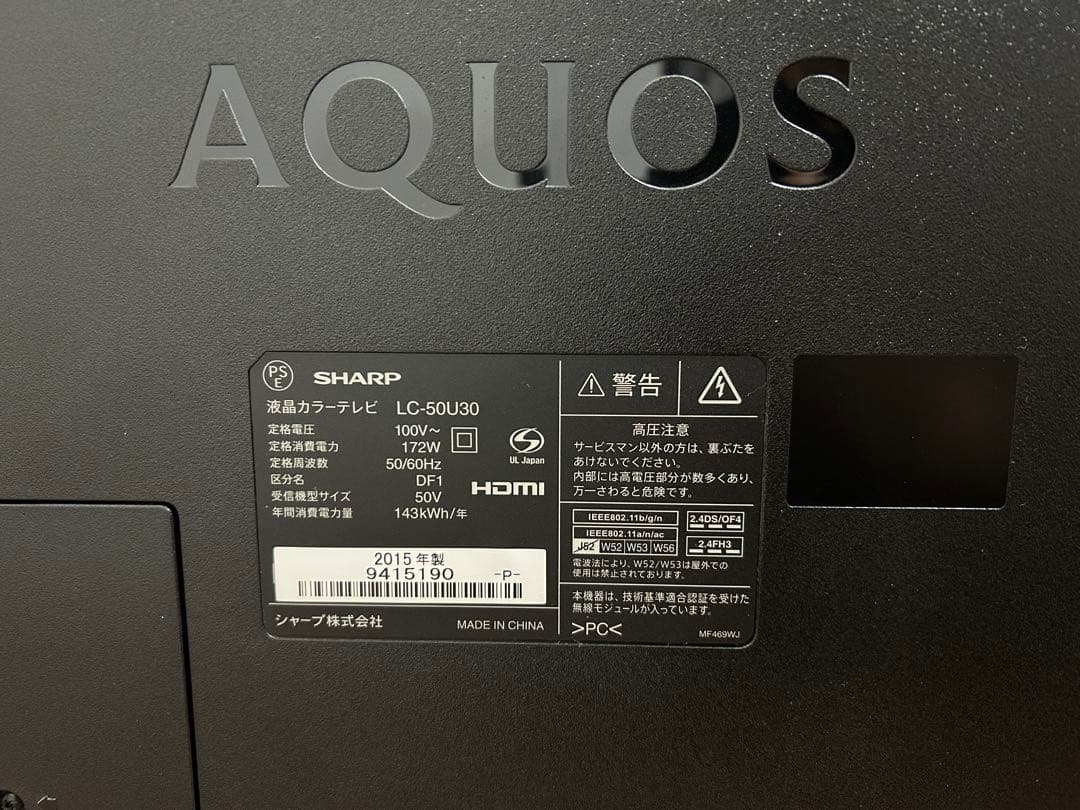 AQUOS
PS
E
SHARP
液晶カラーテレビ LC-50U30
定格電圧 100V～
定格消費電力 172W
定格周波数 50/60Hz
区分名 DF1
受信機型サイズ 50V
年間消費電力量 143kWh/年
UL Japan
HDMI
2015年製
9415190 -P-
シャープ株式会社 MADE IN CHINA
警告
高圧注意
サービスマン以外の方は、裏ぶたを
あけないでください。
内部には高電圧部分が数多くあり、
万一さわると危険です。
IEEE802.11b/g/n
IEEE802.11a/n/ac
J52 W52 W53 W56
2.4DS/OF4
2.4FH3
電波法により、W52/W53は屋外での
使用は禁止されております。
本機器は、技術基準適合認証を受けた
無線モジュールが入っています。
>PC<
MF469WJ